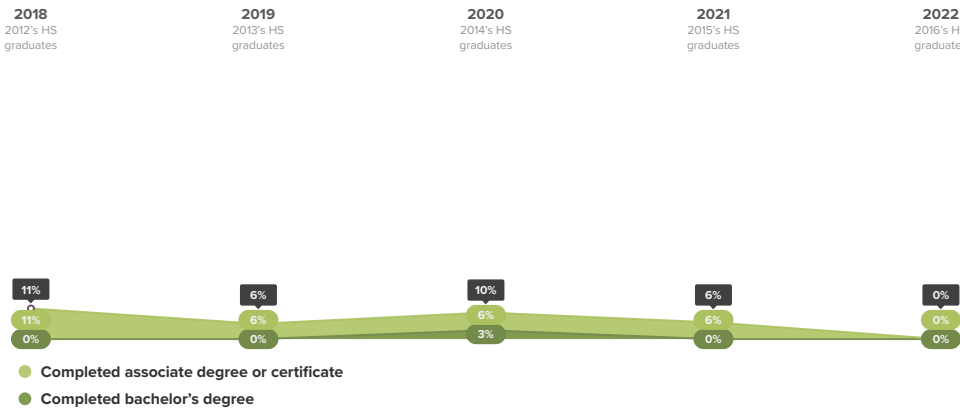 2018 2019 2020 2021 2022
2012's HS 2013's HS 2014's HS 2015's HS 2016's H
graduates graduates graduates graduates graduate
11% 6% 10% 6% 0%
11% 6% 6% 6% 0%
0% 0% 3% 0% 0%
Completed associate degree or certificate
Completed bachelor's degree